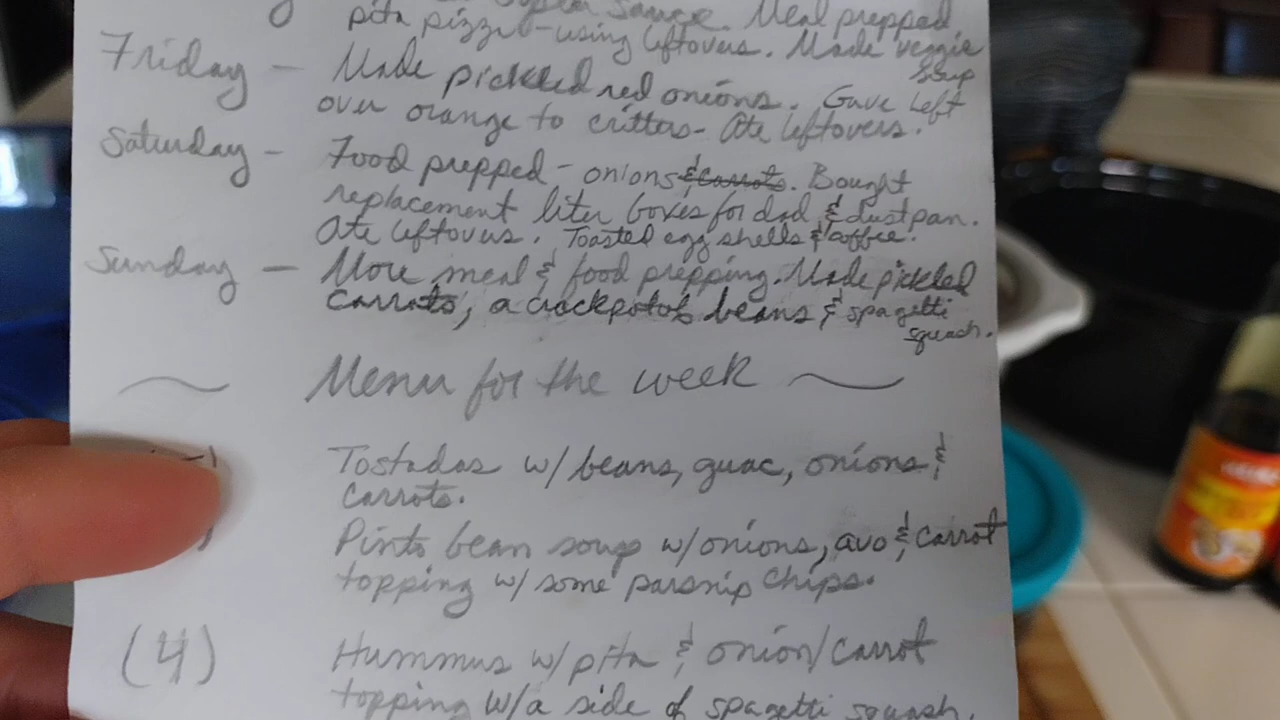 Sauce. Meal prepped
pita pizza - using leftovers. Made veggie
soup
Friday - Made pickled red onions. Gave left
over orange to critters - Ate leftovers.
Saturday - Food prepped - onions & carrots. Bought
replacement liter boxes for dad & dustpan.
Ate leftovers. Toasted egg shells & coffee.
Sunday - More meal & food prepping. Made pickled
carrots, a crockpot of beans & spagetti
squash.
~ Menu for the week ~
Tostadas w/ beans, guac, onions &
carrots.
Pinto bean soup w/ onions, avo & carrot
topping w/ some parsnip chips.
(4) Hummus w/ pita & onion/carrot
topping w/ a side of spagetti squash.